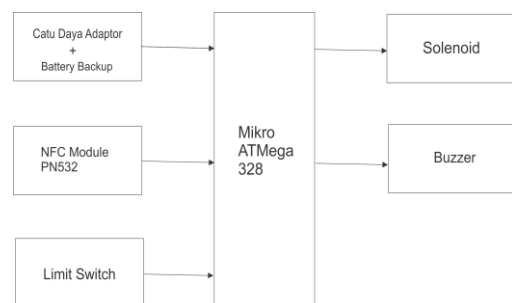 Catu Daya Adaptor
+
Battery Backup
NFC Module
PN532
Limit Switch
Mikro
ATMega
328
Solenoid
Buzzer